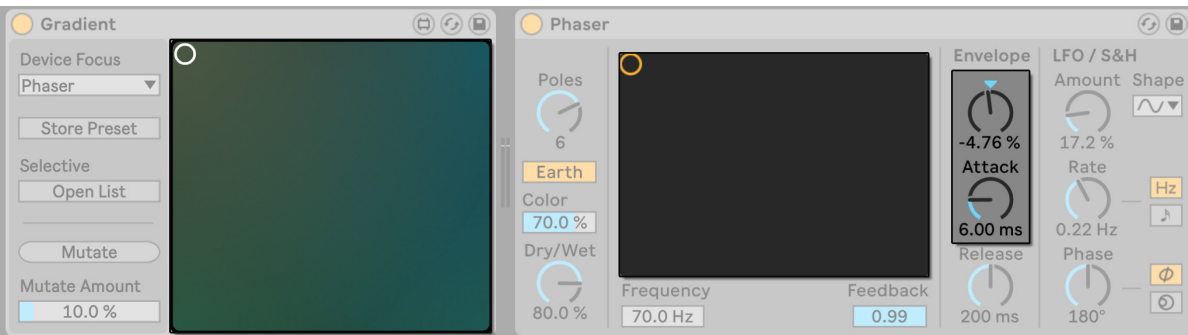 Gradient
Device Focus
Phaser
Store Preset
Selective
Open List
Mutate
Mutate Amount
10.0 %
Phaser
Poles
6
Earth
Color
70.0 %
Dry/Wet
80.0 %
Frequency
70.0 Hz
Feedback
0.99
Envelope
-4.76 %
Attack
6.00 ms
Release
200 ms
LFO / S&H
Amount
17.2 %
Shape
Rate
0.22 Hz
Hz
Phase
180°